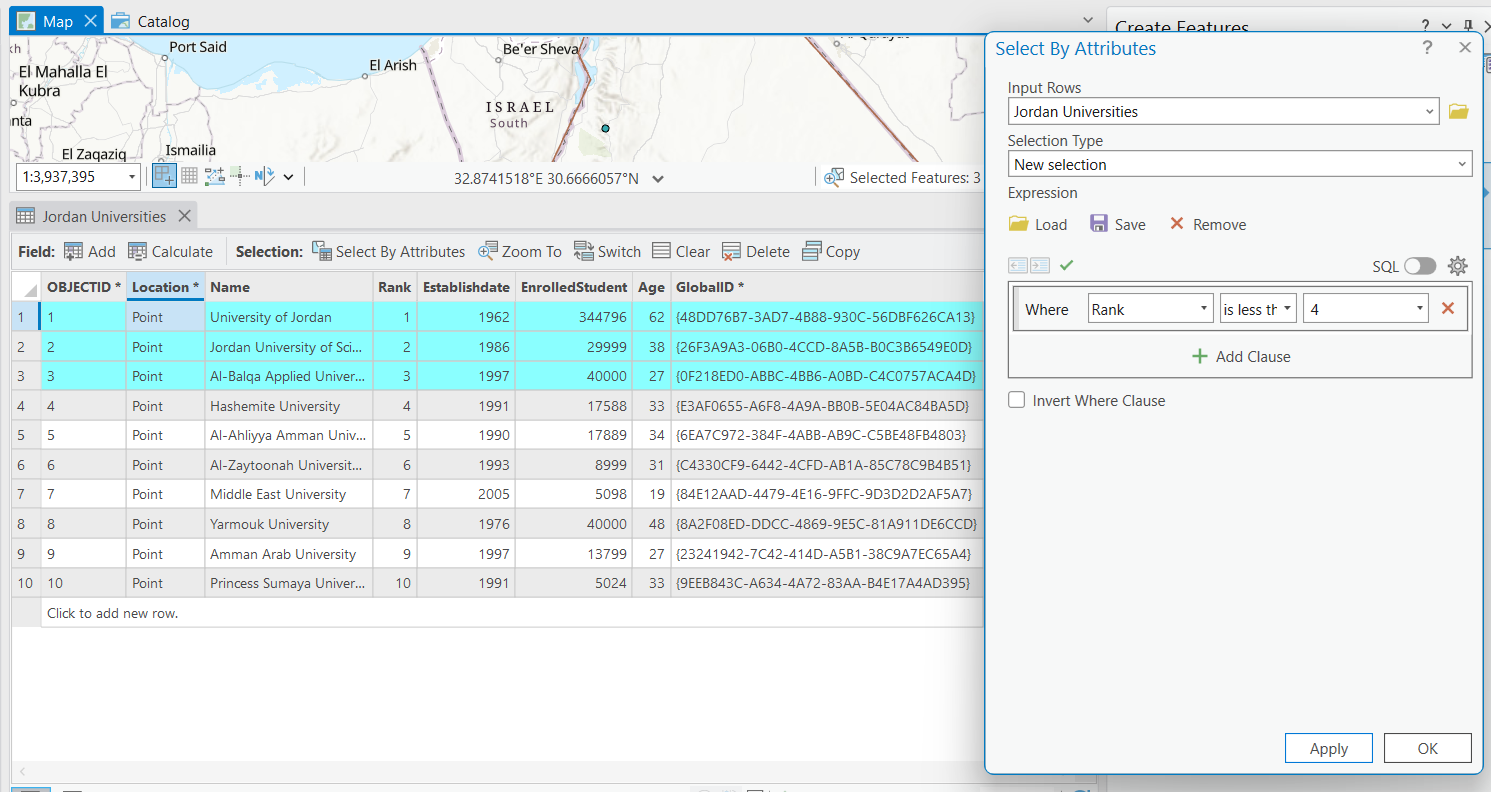 Map
Catalog
Create Features
Port Said
Be'er Sheva
El Mahalla El
Kubra
El Arish
ISRAEL
South
El Zaqaziq
Ismailia
1:3,937,395
32.8741518°E 30.6666057°N
Selected Features: 3
Jordan Universities
Field: Add Calculate Selection: Select By Attributes Zoom To Switch Clear Delete Copy
OBJECTID * Location * Name Rank Establishdate EnrolledStudent Age GlobalID *
1 1 Point University of Jordan 1 1962 344796 62 {48DD76B7-3AD7-4B88-930C-56DBF626CA13}
2 2 Point Jordan University of Sci... 2 1986 29999 38 {26F3A9A3-06B0-4CCD-8A5B-B0C3B6549E0D}
3 3 Point Al-Balqa Applied Univer... 3 1997 40000 27 {0F218ED0-ABBC-4BB6-A0BD-C4C0757ACA4D}
4 4 Point Hashemite University 4 1991 17588 33 {E3AF0655-A6F8-4A9A-BB0B-5E04AC84BA5D}
5 5 Point Al-Ahliyya Amman Univ... 5 1990 17889 34 {6EA7C972-384F-4ABB-AB9C-C5BE48FB4803}
6 6 Point Al-Zaytoonah Universit... 6 1993 8999 31 {C4330CF9-6442-4CFD-AB1A-85C78C9B4B51}
7 7 Point Middle East University 7 2005 5098 19 {84E12AAD-4479-4E16-9FFC-9D3D2D2AF5A7}
8 8 Point Yarmouk University 8 1976 40000 48 {8A2F08ED-DDCC-4869-9E5C-81A911DE6CCD}
9 9 Point Amman Arab University 9 1997 13799 27 {23241942-7C42-414D-A5B1-38C9A7EC65A4}
10 10 Point Princess Sumaya Univer... 10 1991 5024 33 {9EEB843C-A634-4A72-83AA-B4E17A4AD395}
Click to add new row.
Select By Attributes
Input Rows
Jordan Universities
Selection Type
New selection
Expression
Load Save Remove
SQL
Where Rank is less th 4
Add Clause
Invert Where Clause
Apply OK